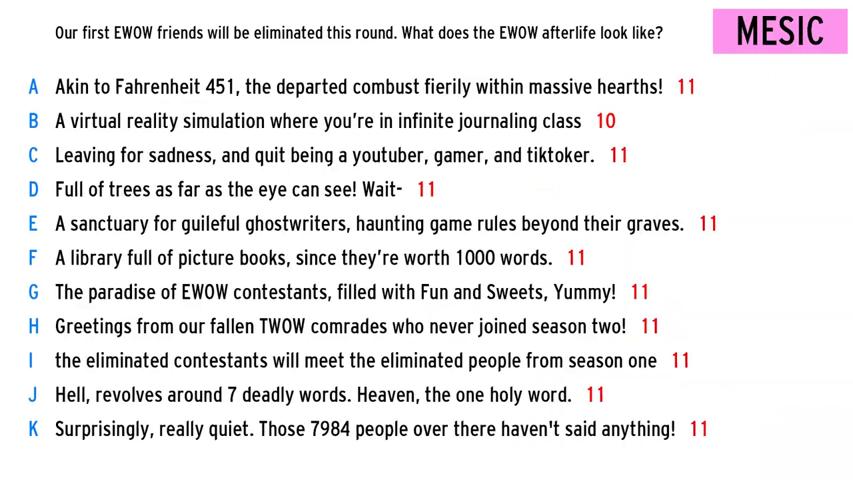 Our first EWOW friends will be eliminated this round. What does the EWOW afterlife look like?
MESIC
A Akin to Fahrenheit 451, the departed combust fierily within massive hearths! 11
B A virtual reality simulation where you're in infinite journaling class 10
C Leaving for sadness, and quit being a youtuber, gamer, and tiktoker. 11
D Full of trees as far as the eye can see! Wait- 11
E A sanctuary for guileful ghostwriters, haunting game rules beyond their graves. 11
F A library full of picture books, since they're worth 1000 words. 11
G The paradise of EWOW contestants, filled with Fun and Sweets, Yummy! 11
H Greetings from our fallen TWOW comrades who never joined season two! 11
I the eliminated contestants will meet the eliminated people from season one 11
J Hell, revolves around 7 deadly words. Heaven, the one holy word. 11
K Surprisingly, really quiet. Those 7984 people over there haven't said anything! 11